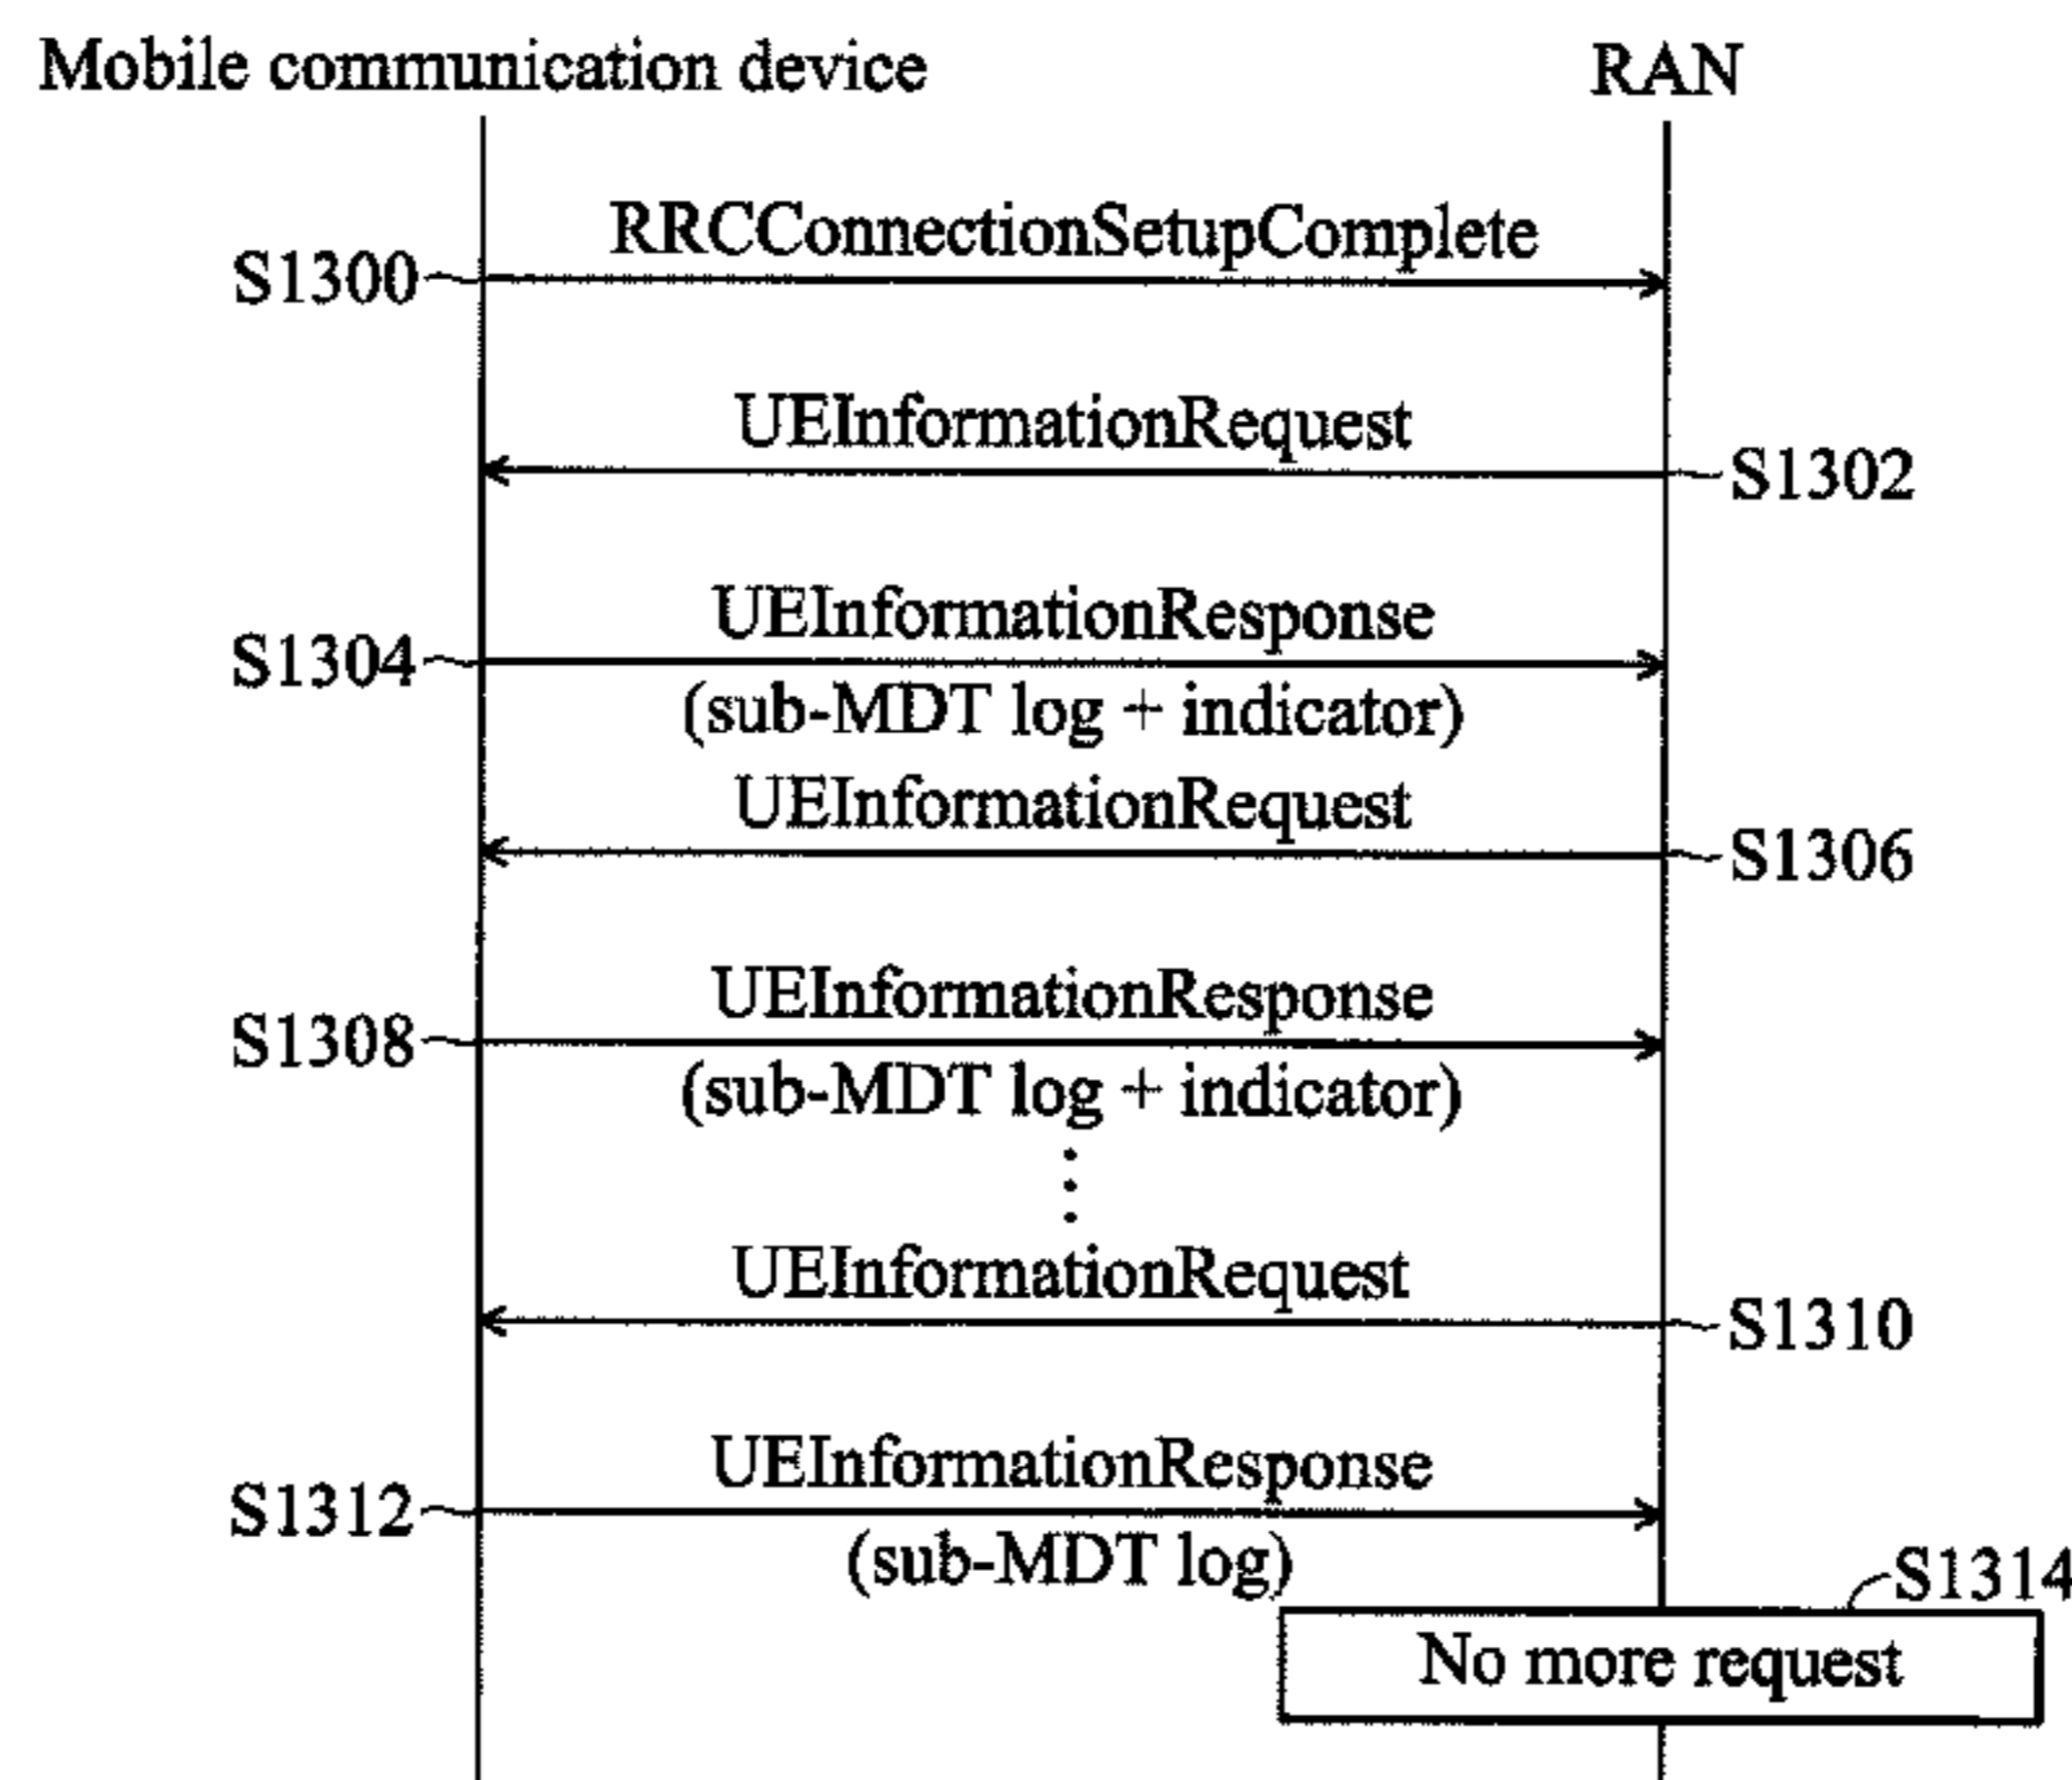 Mobile communication device
RAN
RRCConnectionSetupComplete
S1300
UEInformationRequest
S1302
UEInformationResponse
S1304
(sub-MDT log + indicator)
UEInformationRequest
S1306
UEInformationResponse
S1308
(sub-MDT log + indicator)
UEInformationRequest
S1310
UEInformationResponse
S1312
(sub-MDT log)
S1314
No more request